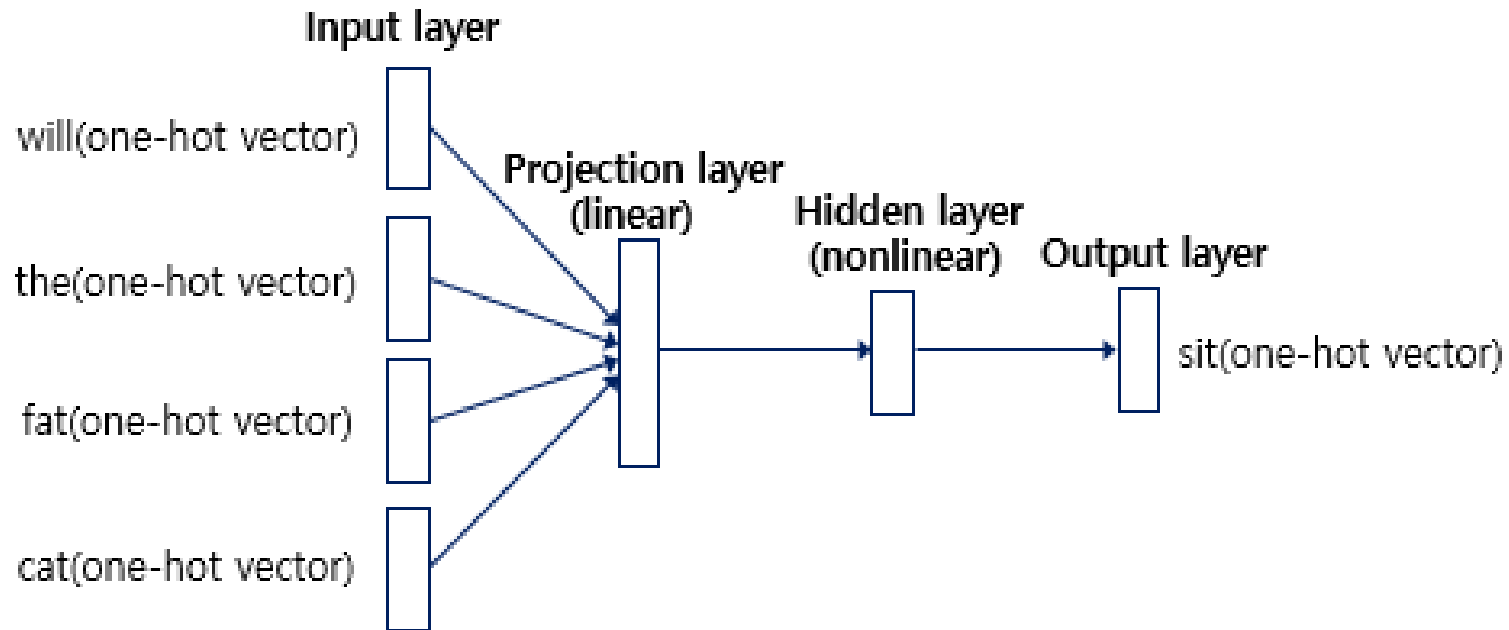 Input layer
will(one-hot vector)
Projection layer
(linear)
Hidden layer
(nonlinear)
Output layer
the(one-hot vector)
sit(one-hot vector)
fat(one-hot vector)
cat(one-hot vector)